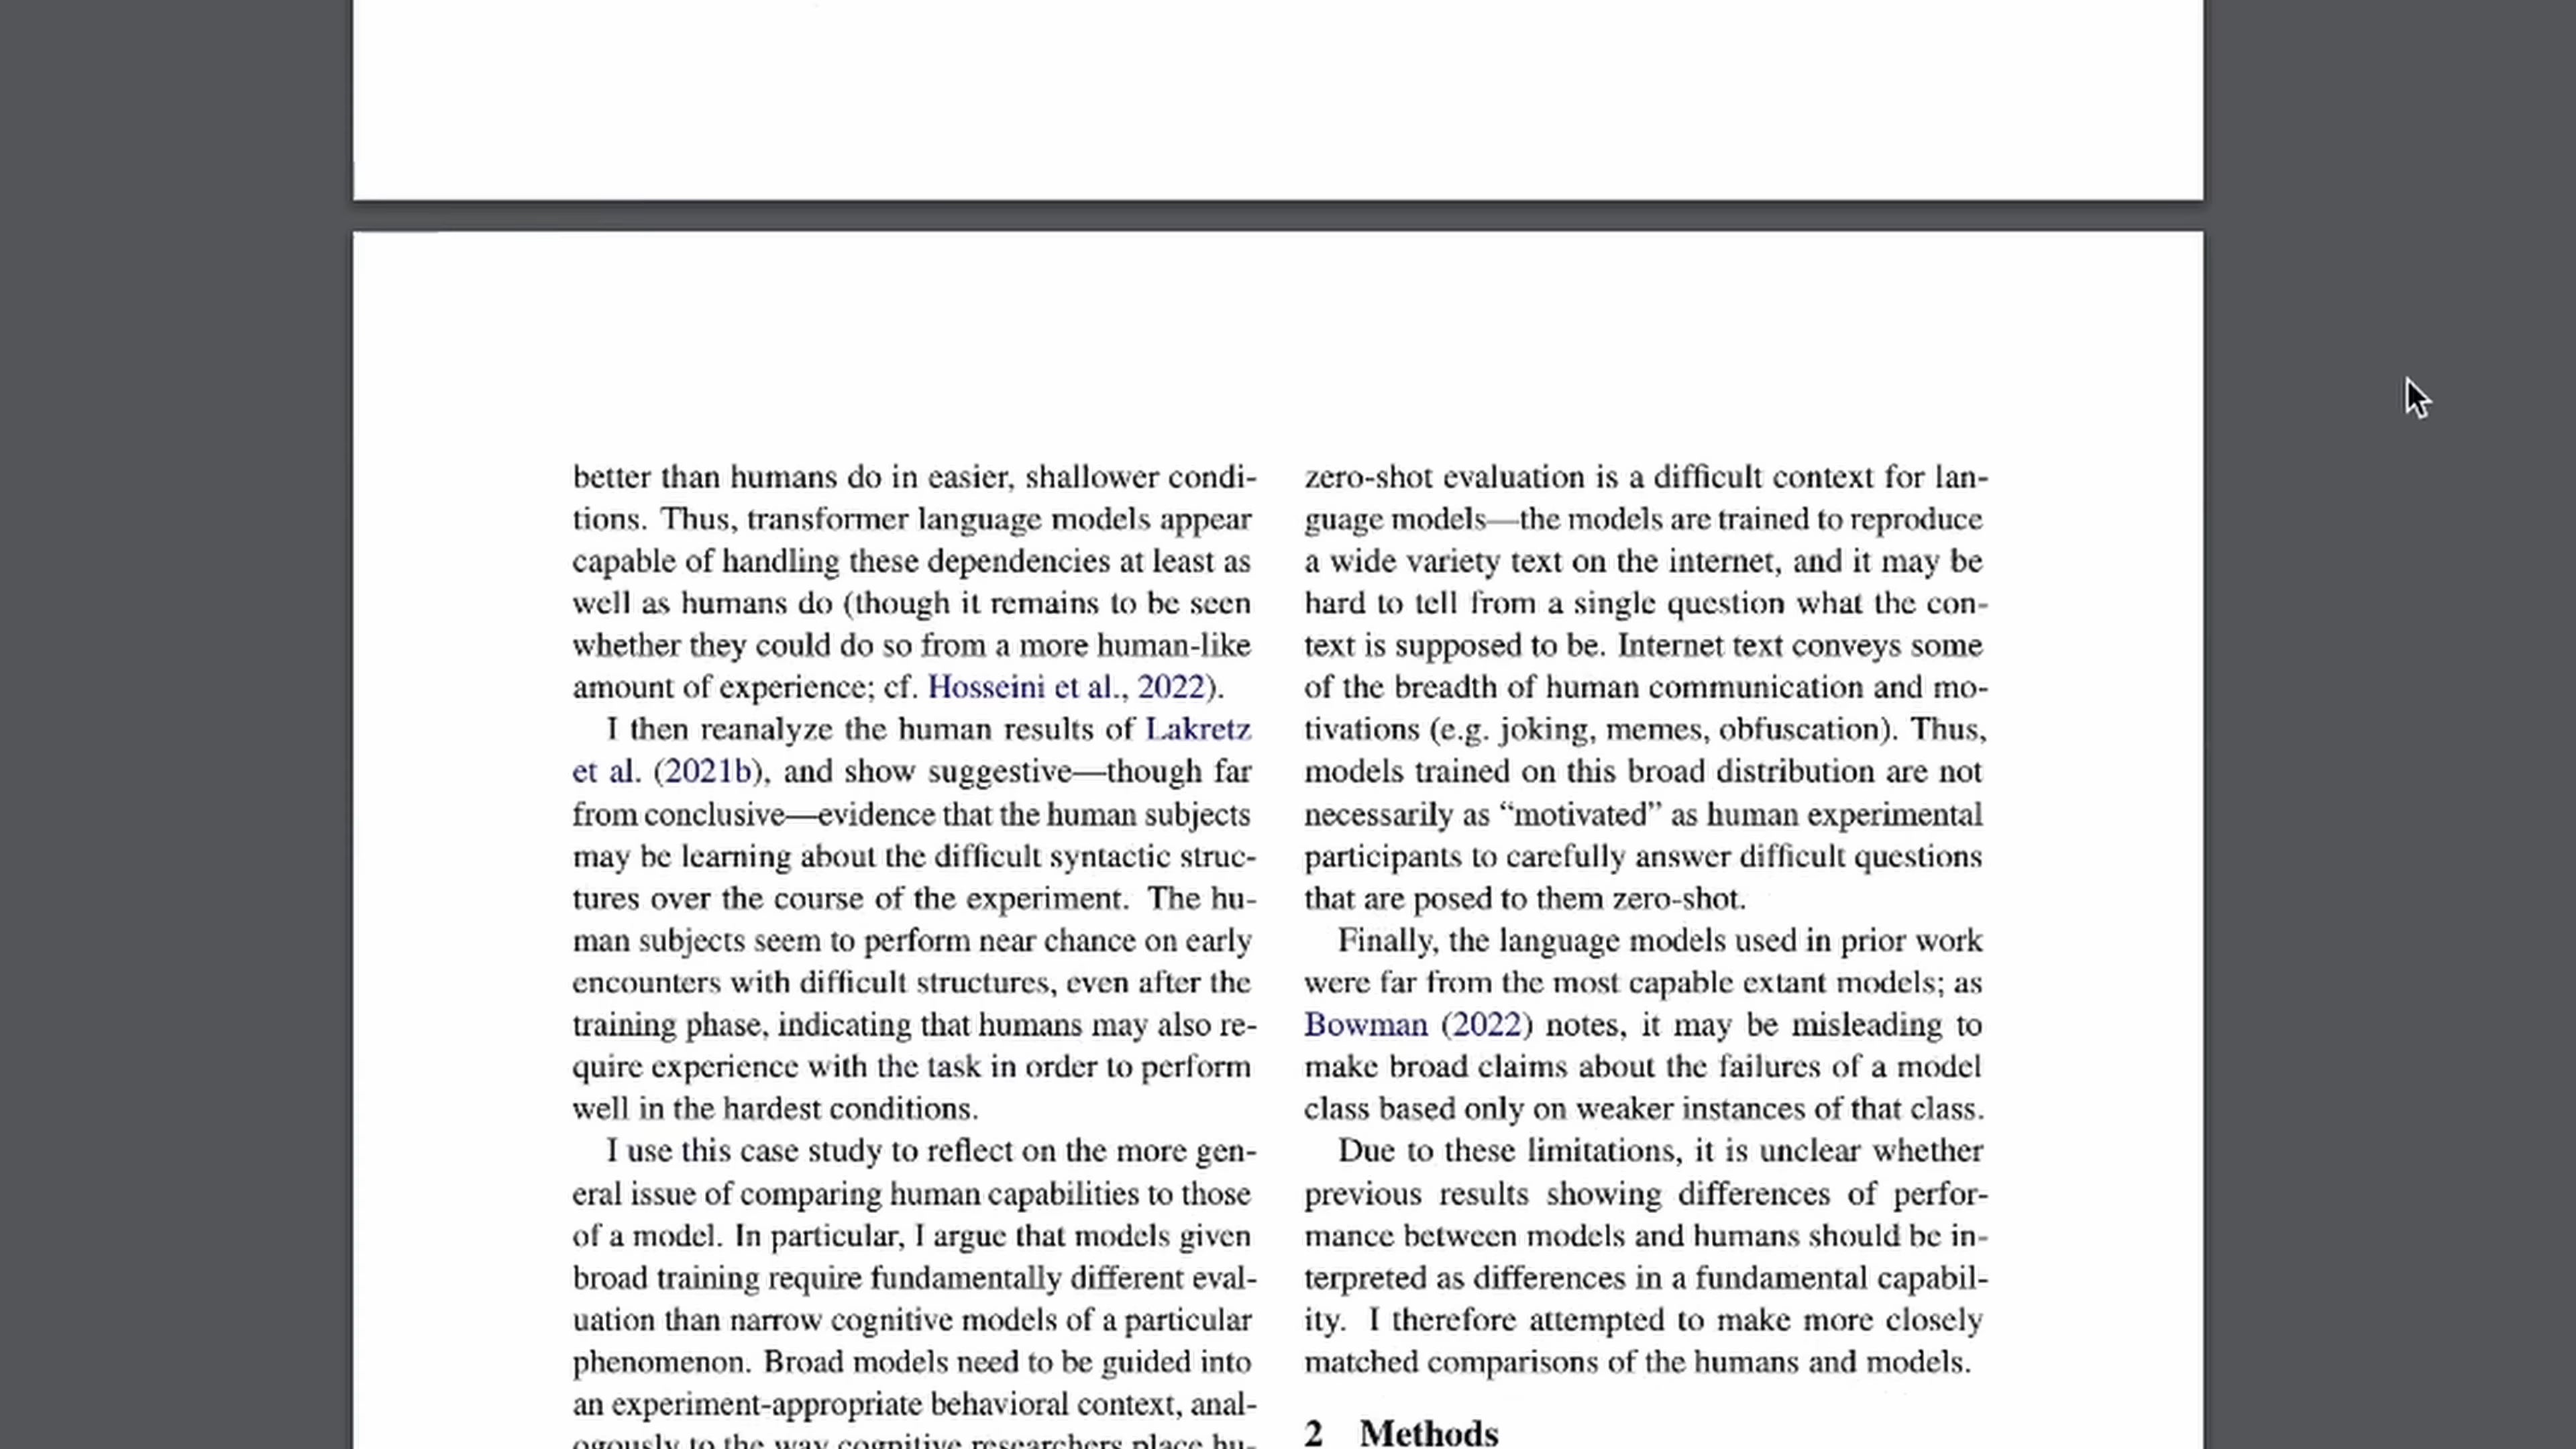 better than humans do in easier, shallower condi-
tions. Thus, transformer language models appear
capable of handling these dependencies at least as
well as humans do (though it remains to be seen
whether they could do so from a more human-like
amount of experience; cf. Hosseini et al., 2022).
I then reanalyze the human results of Lakretz
et al. (2021b), and show suggestive—though far
from conclusive—evidence that the human subjects
may be learning about the difficult syntactic struc-
tures over the course of the experiment. The hu-
man subjects seem to perform near chance on early
encounters with difficult structures, even after the
training phase, indicating that humans may also re-
quire experience with the task in order to perform
well in the hardest conditions.
I use this case study to reflect on the more gen-
eral issue of comparing human capabilities to those
of a model. In particular, I argue that models given
broad training require fundamentally different eval-
uation than narrow cognitive models of a particular
phenomenon. Broad models need to be guided into
an experiment-appropriate behavioral context, anal-
ogously to the way cognitive researchers place hu-
zero-shot evaluation is a difficult context for lan-
guage models—the models are trained to reproduce
a wide variety text on the internet, and it may be
hard to tell from a single question what the con-
text is supposed to be. Internet text conveys some
of the breadth of human communication and mo-
tivations (e.g. joking, memes, obfuscation). Thus,
models trained on this broad distribution are not
necessarily as “motivated” as human experimental
participants to carefully answer difficult questions
that are posed to them zero-shot.
Finally, the language models used in prior work
were far from the most capable extant models; as
Bowman (2022) notes, it may be misleading to
make broad claims about the failures of a model
class based only on weaker instances of that class.
Due to these limitations, it is unclear whether
previous results showing differences of perfor-
mance between models and humans should be in-
terpreted as differences in a fundamental capabil-
ity. I therefore attempted to make more closely
matched comparisons of the humans and models.
2 Methods